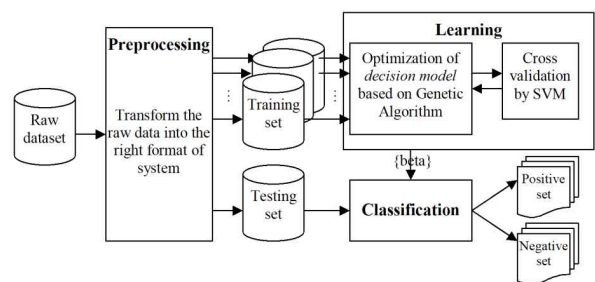 Preprocessing
Learning
Optimization of
decision model
based on Genetic
Algorithm
Cross
validation
by SVM
Training
set
Raw
dataset
Transform the
raw data into the
right format of
system
{beta}
Testing
set
Classification
Positive
set
Negative
set